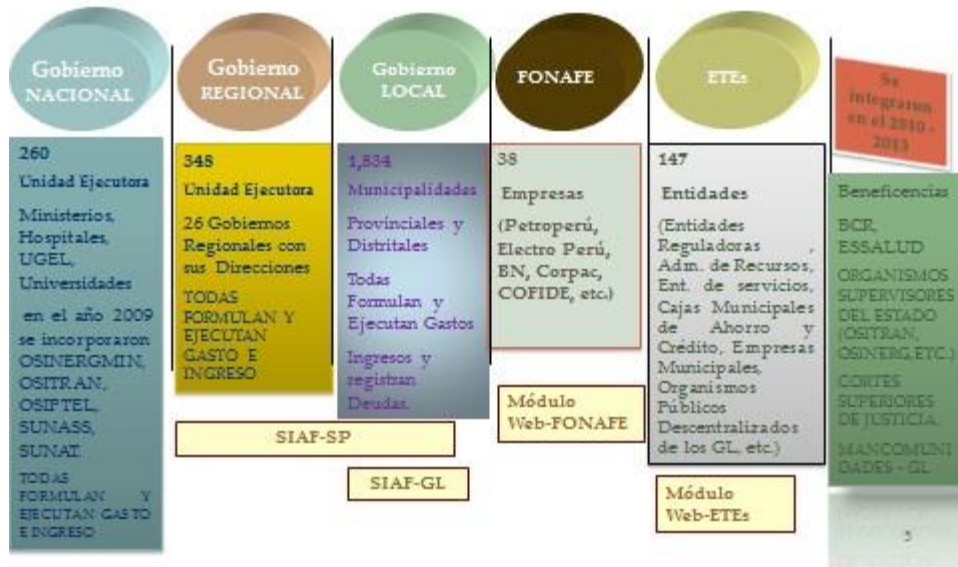 Gobierno
NACIONAL
260
Unidad Ejecutora
Ministerios,
Hospitales,
UGEL,
Universidades
en el año 2009
se incorporaron
OSINERGMIN,
OSITRAN,
OSIPTEL,
SUNASS,
SUNAT.
TODAS
FORMULAN Y
EJECUTAN GASTO
E INGRESO
Gobierno
REGIONAL
348
Unidad Ejecutora
26 Gobiernos
Regionales con
sus Direcciones
TODAS
FORMULAN Y
EJECUTAN
GASTO E
INGRESO
Gobierno
LOCAL
1,834
Municipalidades
Provinciales y
Distritales
Todas
Formulan y
Ejecutan Gastos
Ingresos y
registran
Deudas.
SIAF-SP
SIAF-GL
FONAFE
38
Empresas
(Petroperú,
Electro Perú,
BN, Corpac,
COFIDE, etc.)
Módulo
Web-FONAFE
ETEs
147
Entidades
(Entidades
Reguladoras ,
Adm. de Recursos,
Ent. de servicios,
Cajas Municipales
de Ahorro y
Crédito, Empresas
Municipales,
Organismos
Públicos
Descentralizados
de los GL, etc.)
Módulo
Web-ETEs
Se
integraron
en el 2010 -
2013
Beneficencias
BCR,
ESSALUD
ORGANISMOS
SUPERVISORES
DEL ESTADO
(OSITRAN,
OSINERG,ETC.)
CORTES
SUPERIORES
DE JUSTICIA.
MANCOMUNI
DADES - GL